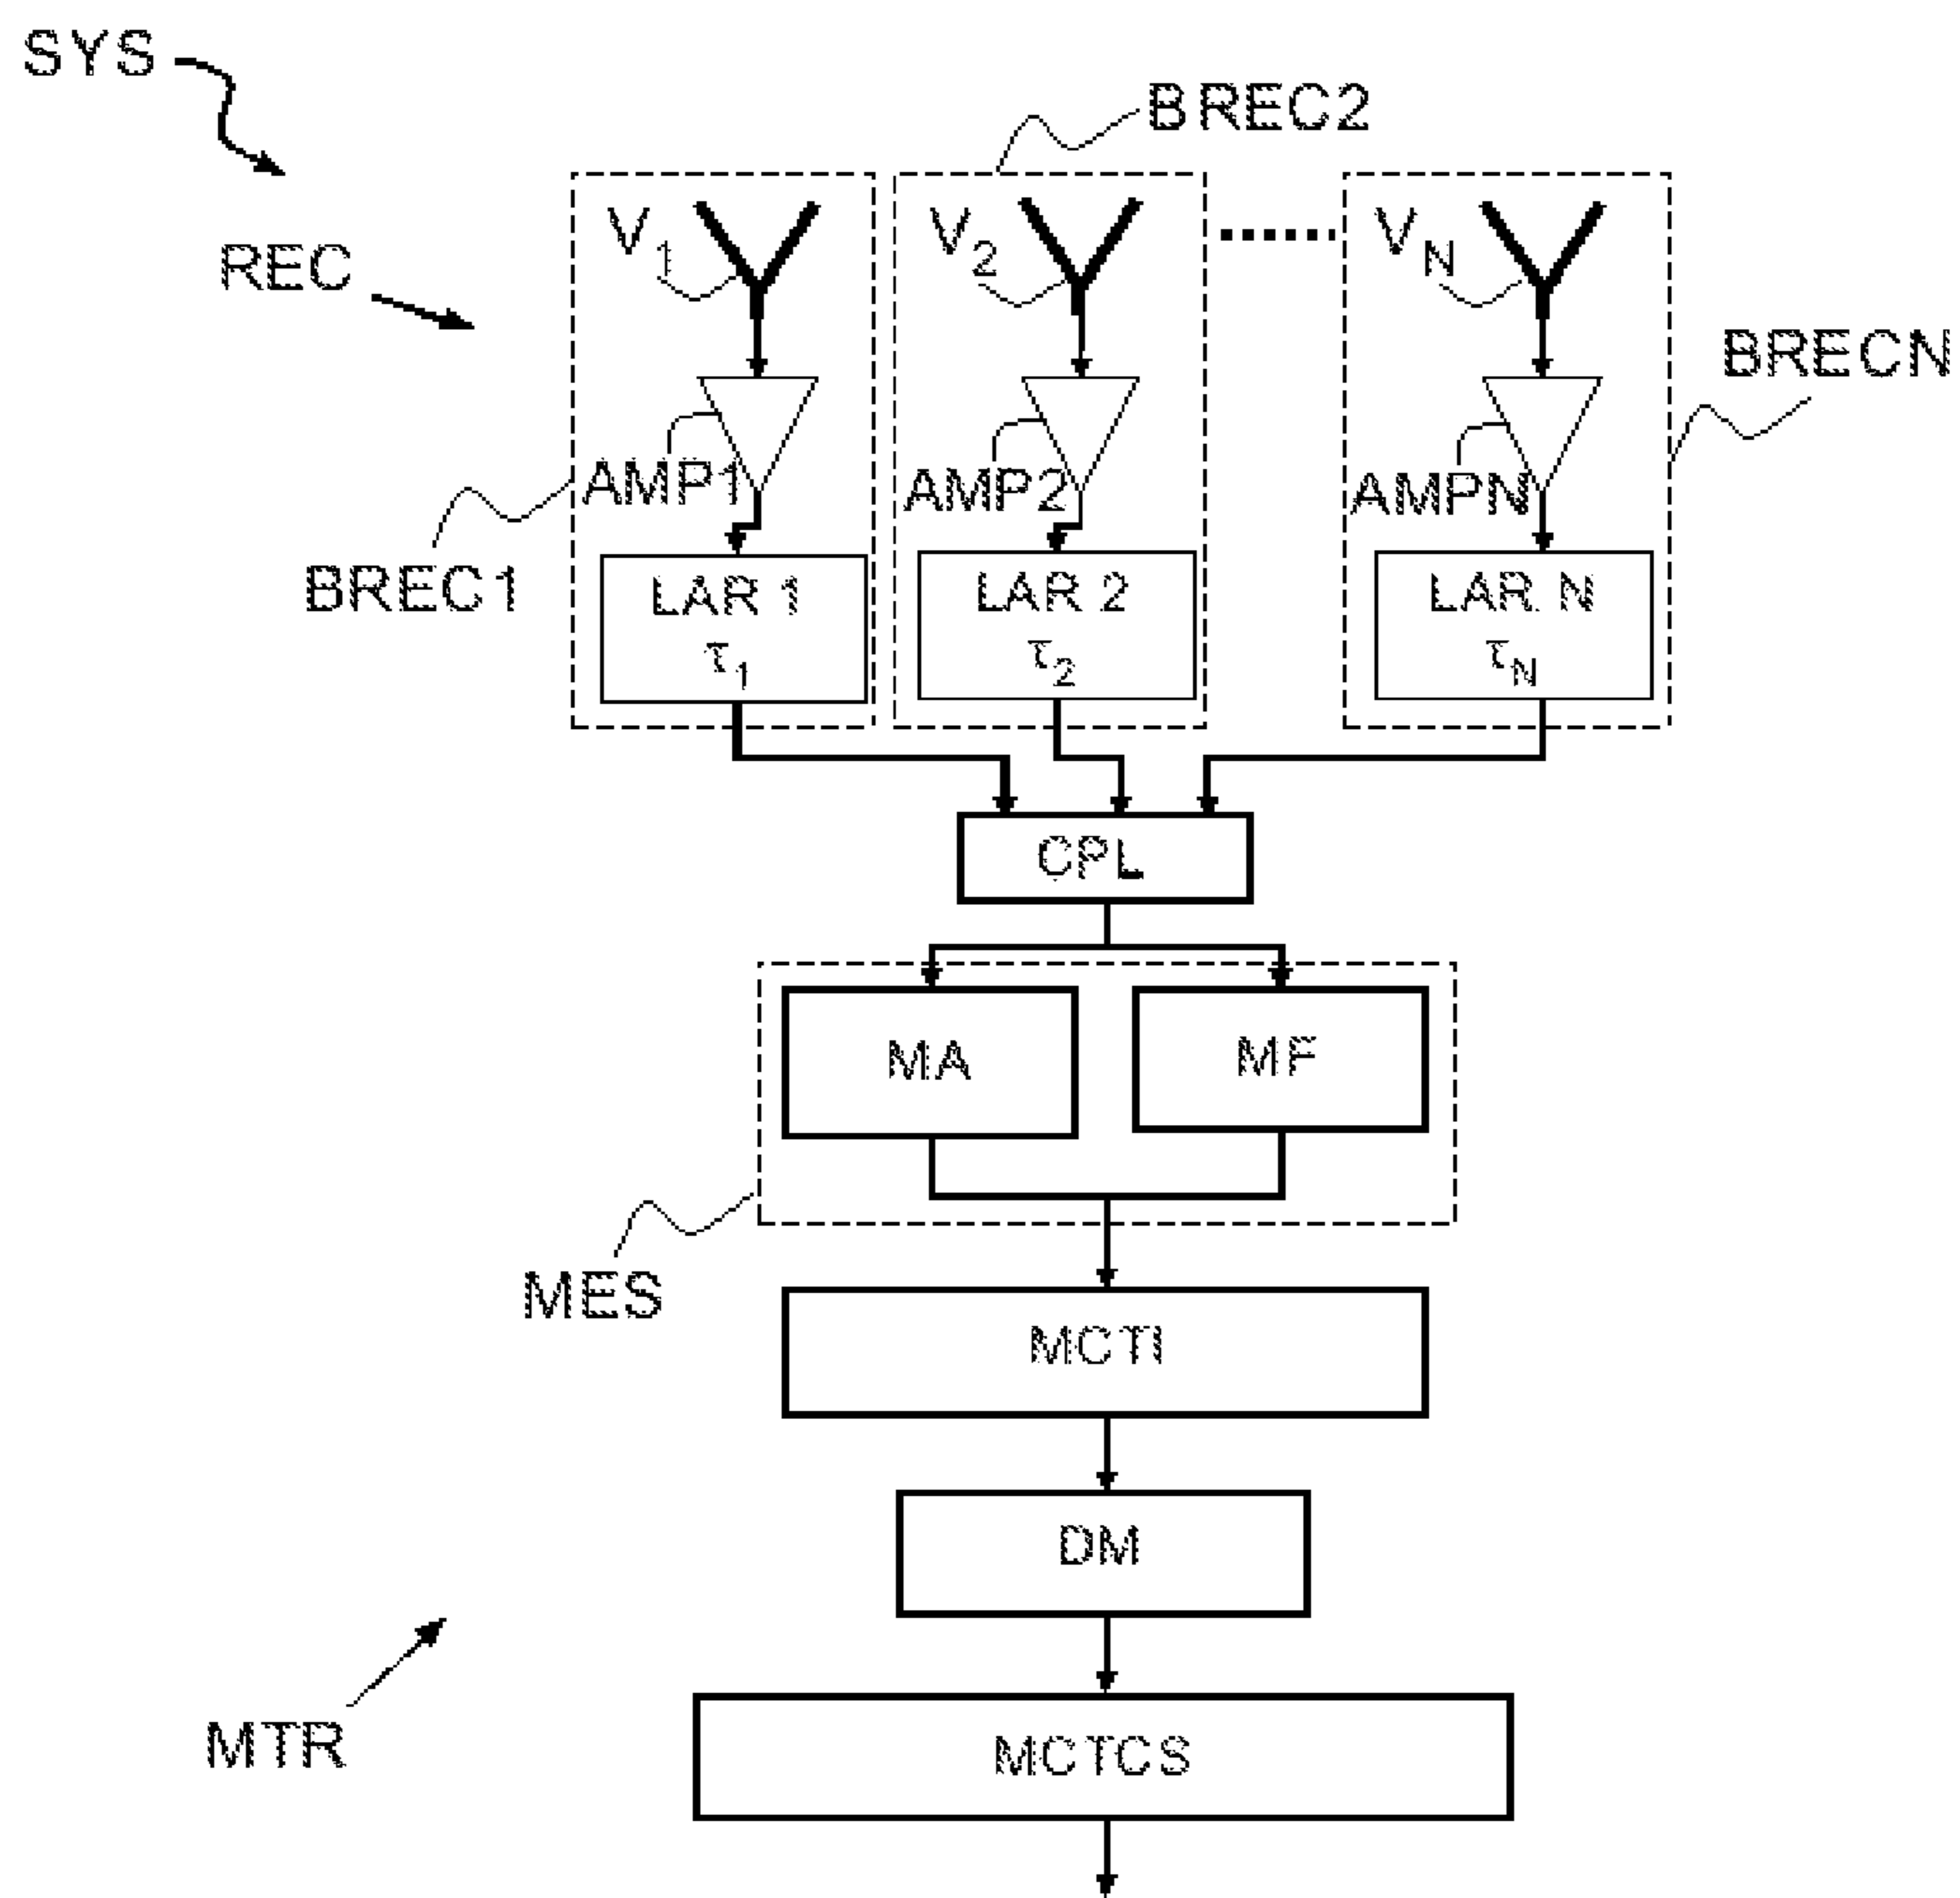 SYS
BREC2
REC
V1
V2
VN
BRECN
AMP1
AMP2
AMPN
BREC1
LAR 1
τ1
LAR 2
τ2
LAR N
τN
CPL
MA
MF
MES
MCTI
DM
MTR
MCTCS